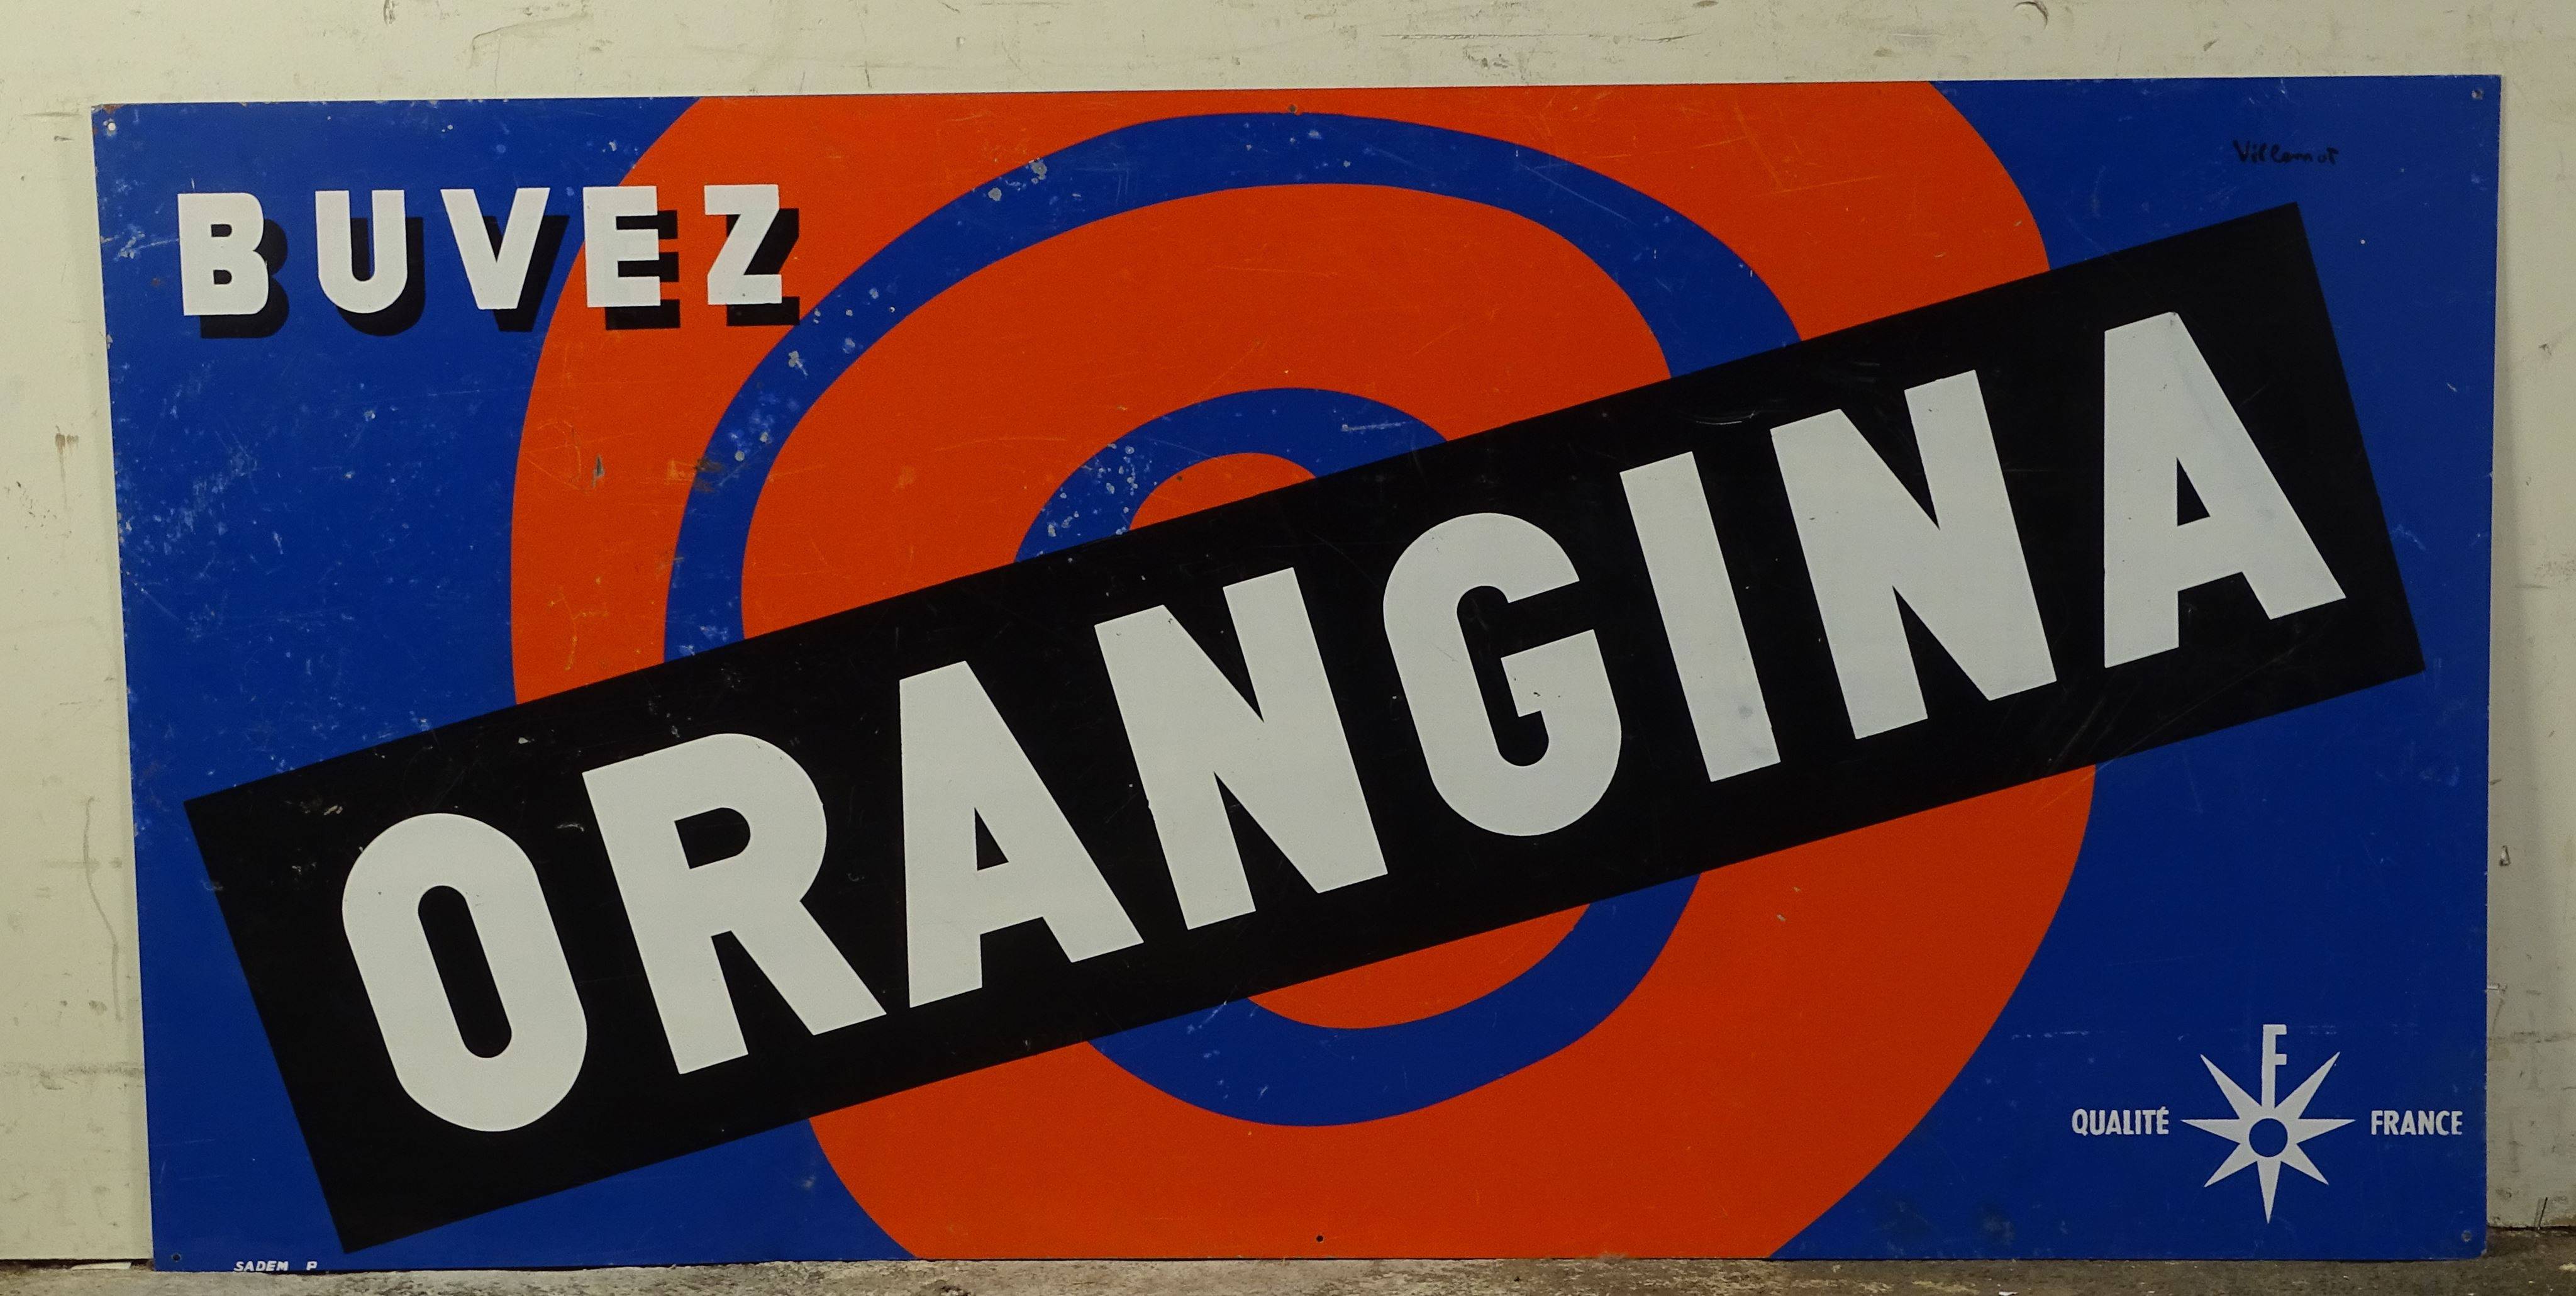 BUVEZ
Villemot
ORANGINA
F
QUALITÉ FRANCE
SADEM P